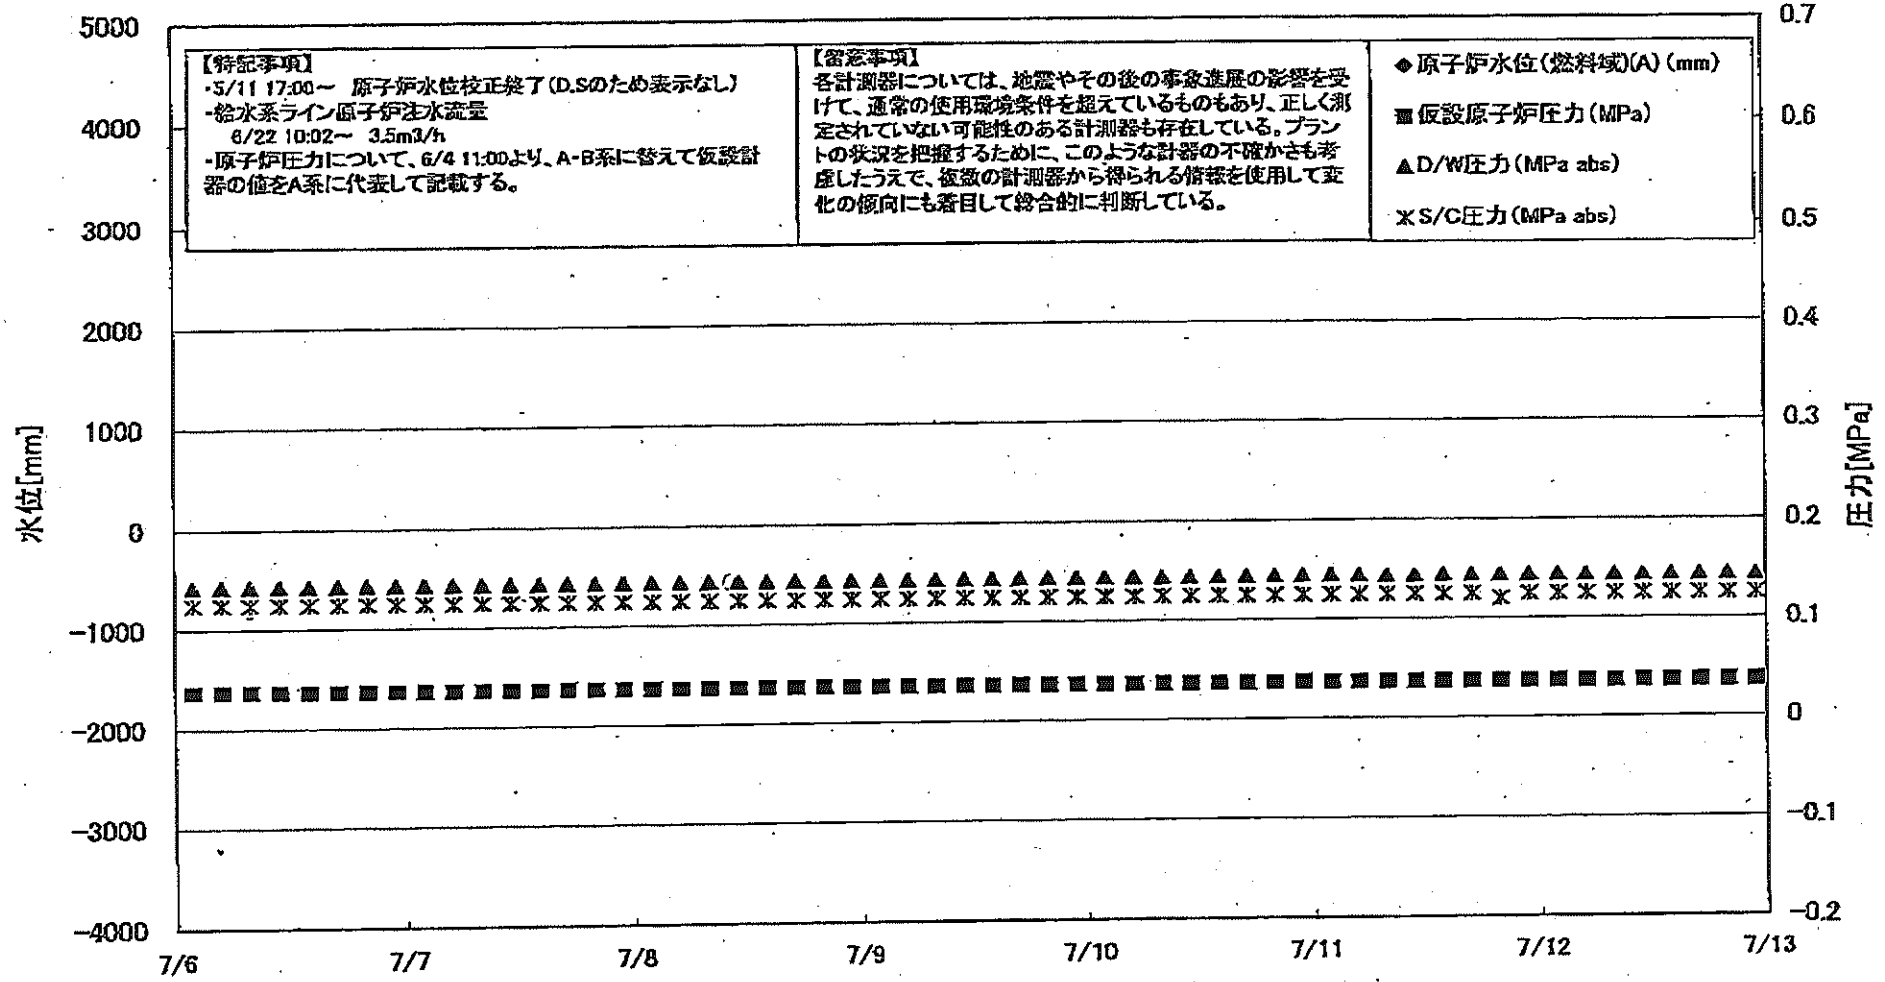 5000
4000
3000
2000
1000
0
-1000
-2000
-3000
-4000
水位[mm]
【特記事項】
・5/11 17:00～ 原子炉水位校正終了(D.Sのため表示なし)
・給水系ライン原子炉注水流量
6/22 10:02～ 3.5m3/h
・原子炉圧力について、6/4 11:00より、A・B系に替えて仮設計
器の値をA系に代表して記載する。
【留意事項】
各計測器については、地震やその後の事象進展の影響を受
けて、通常の使用環境条件を超えているものもあり、正しく測
定されていない可能性のある計測器も存在している。プラン
トの状況を把握するために、このような計器の不確かさも考
慮したうえで、複数の計測器から得られる情報を使用して変
化の傾向にも着目して総合的に判断している。
◆原子炉水位(燃料域)(A)(mm)
■仮設原子炉圧力(MPa)
▲D/W圧力(MPa abs)
S/C圧力(MPa abs)
0.7
0.6
0.5
0.4
0.3
0.2
0.1
0
-0.1
-0.2
圧力[MPa]
7/6 7/7 7/8 7/9 7/10 7/11 7/12 7/13